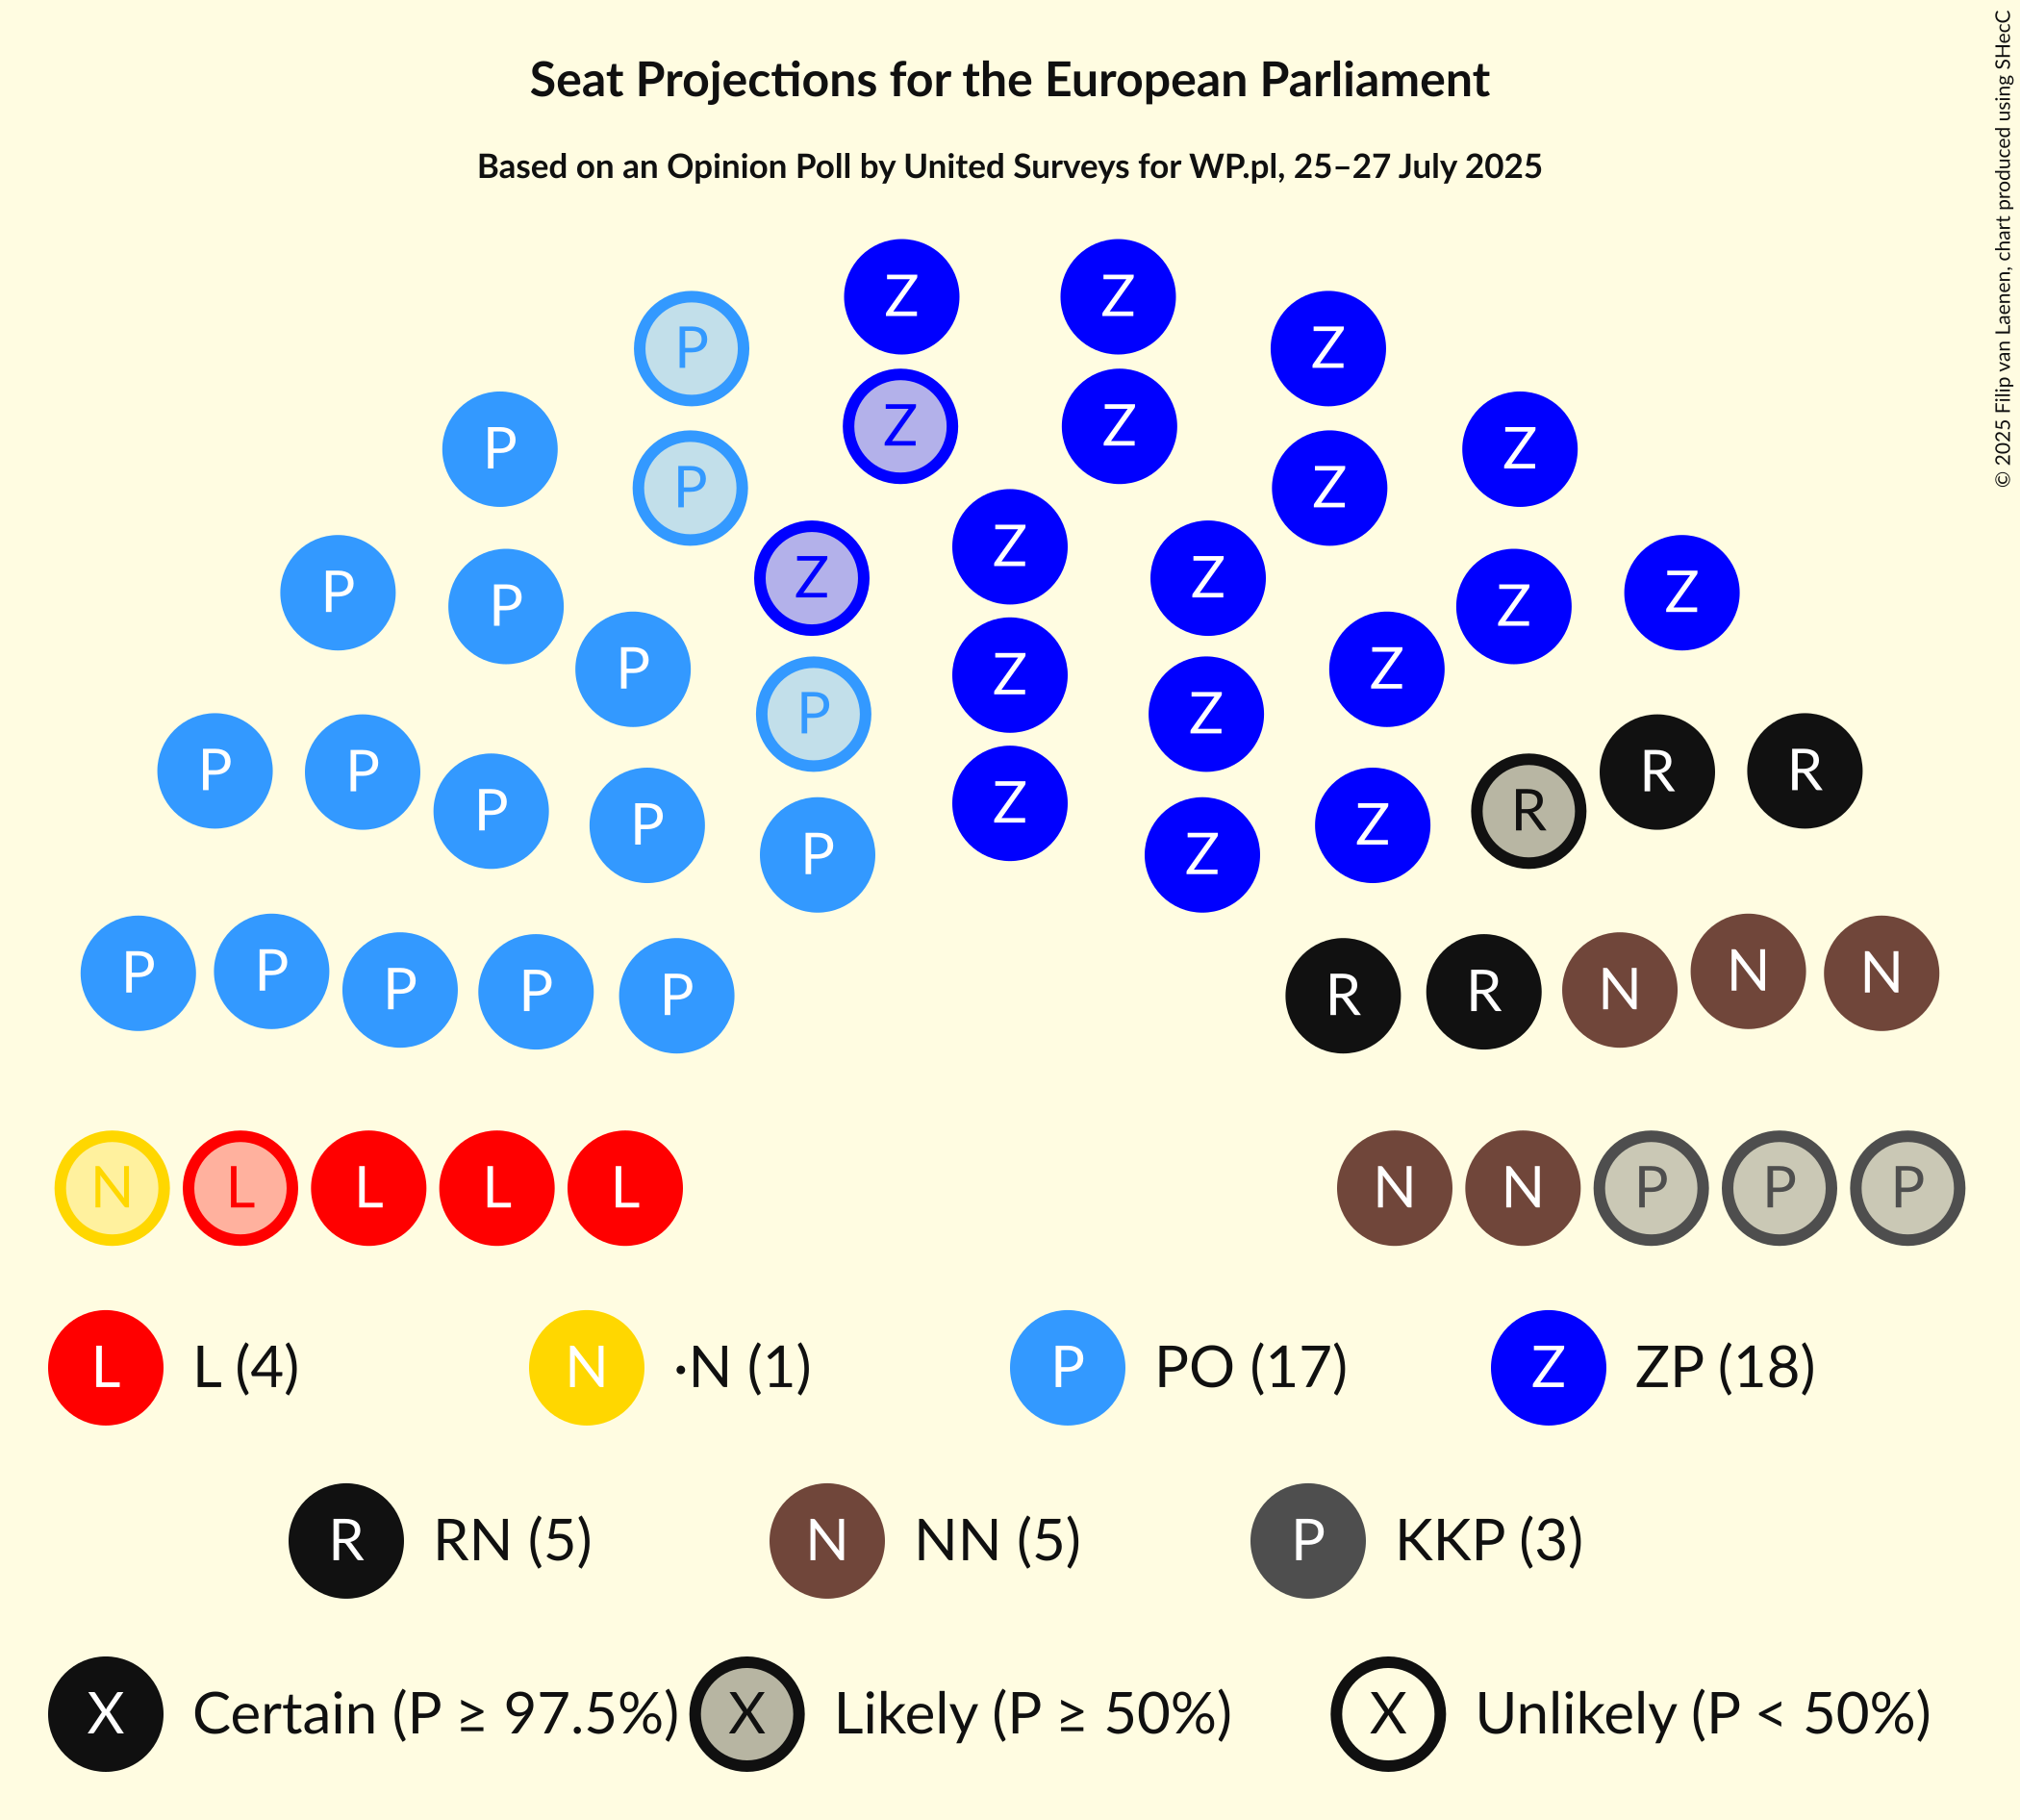 Seat Projections for the European Parliament
Based on an Opinion Poll by United Surveys for WP.pl, 25–27 July 2025
© 2025 Filip van Laenen, chart produced using SHecC
Z Z
P Z
P Z Z Z
P Z
Z
P Z Z
P P Z Z
P Z
P Z Z
P P R R R
P P Z
P Z
P P P P P R R N N N
N L L L L N N P P P
L L (4) N ·N (1) P PO (17) Z ZP (18)
R RN (5) N NN (5) P KKP (3)
X Certain (P ≥ 97.5%) X Likely (P ≥ 50%) X Unlikely (P < 50%)